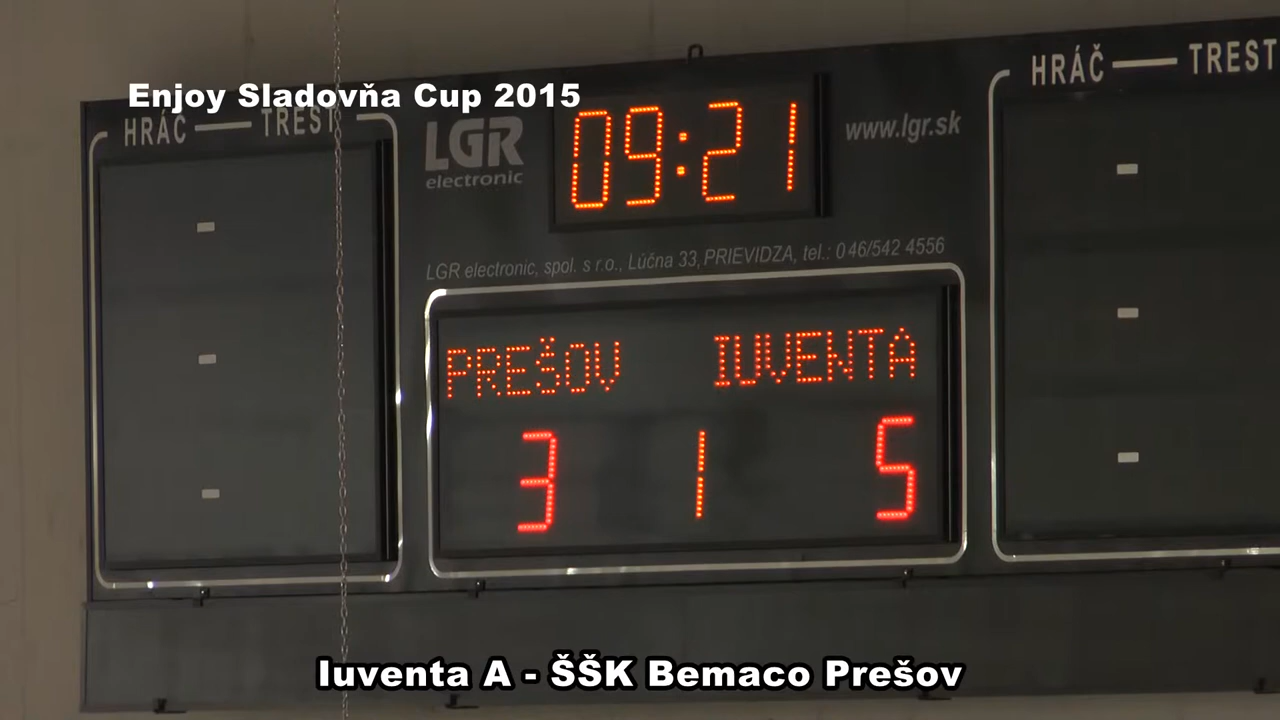 Enjoy Sladovňa Cup 2015
HRÁČ — TREST
LGR
electronic
09:21
www.lgr.sk
HRÁČ — TREST
LGR electronic, spol. s r.o., Lúčna 33, PRIEVIDZA, tel.: 046/542 4556
PREŠOV IUVENTA
3 1 5
Iuventa A - ŠŠK Bemaco Prešov